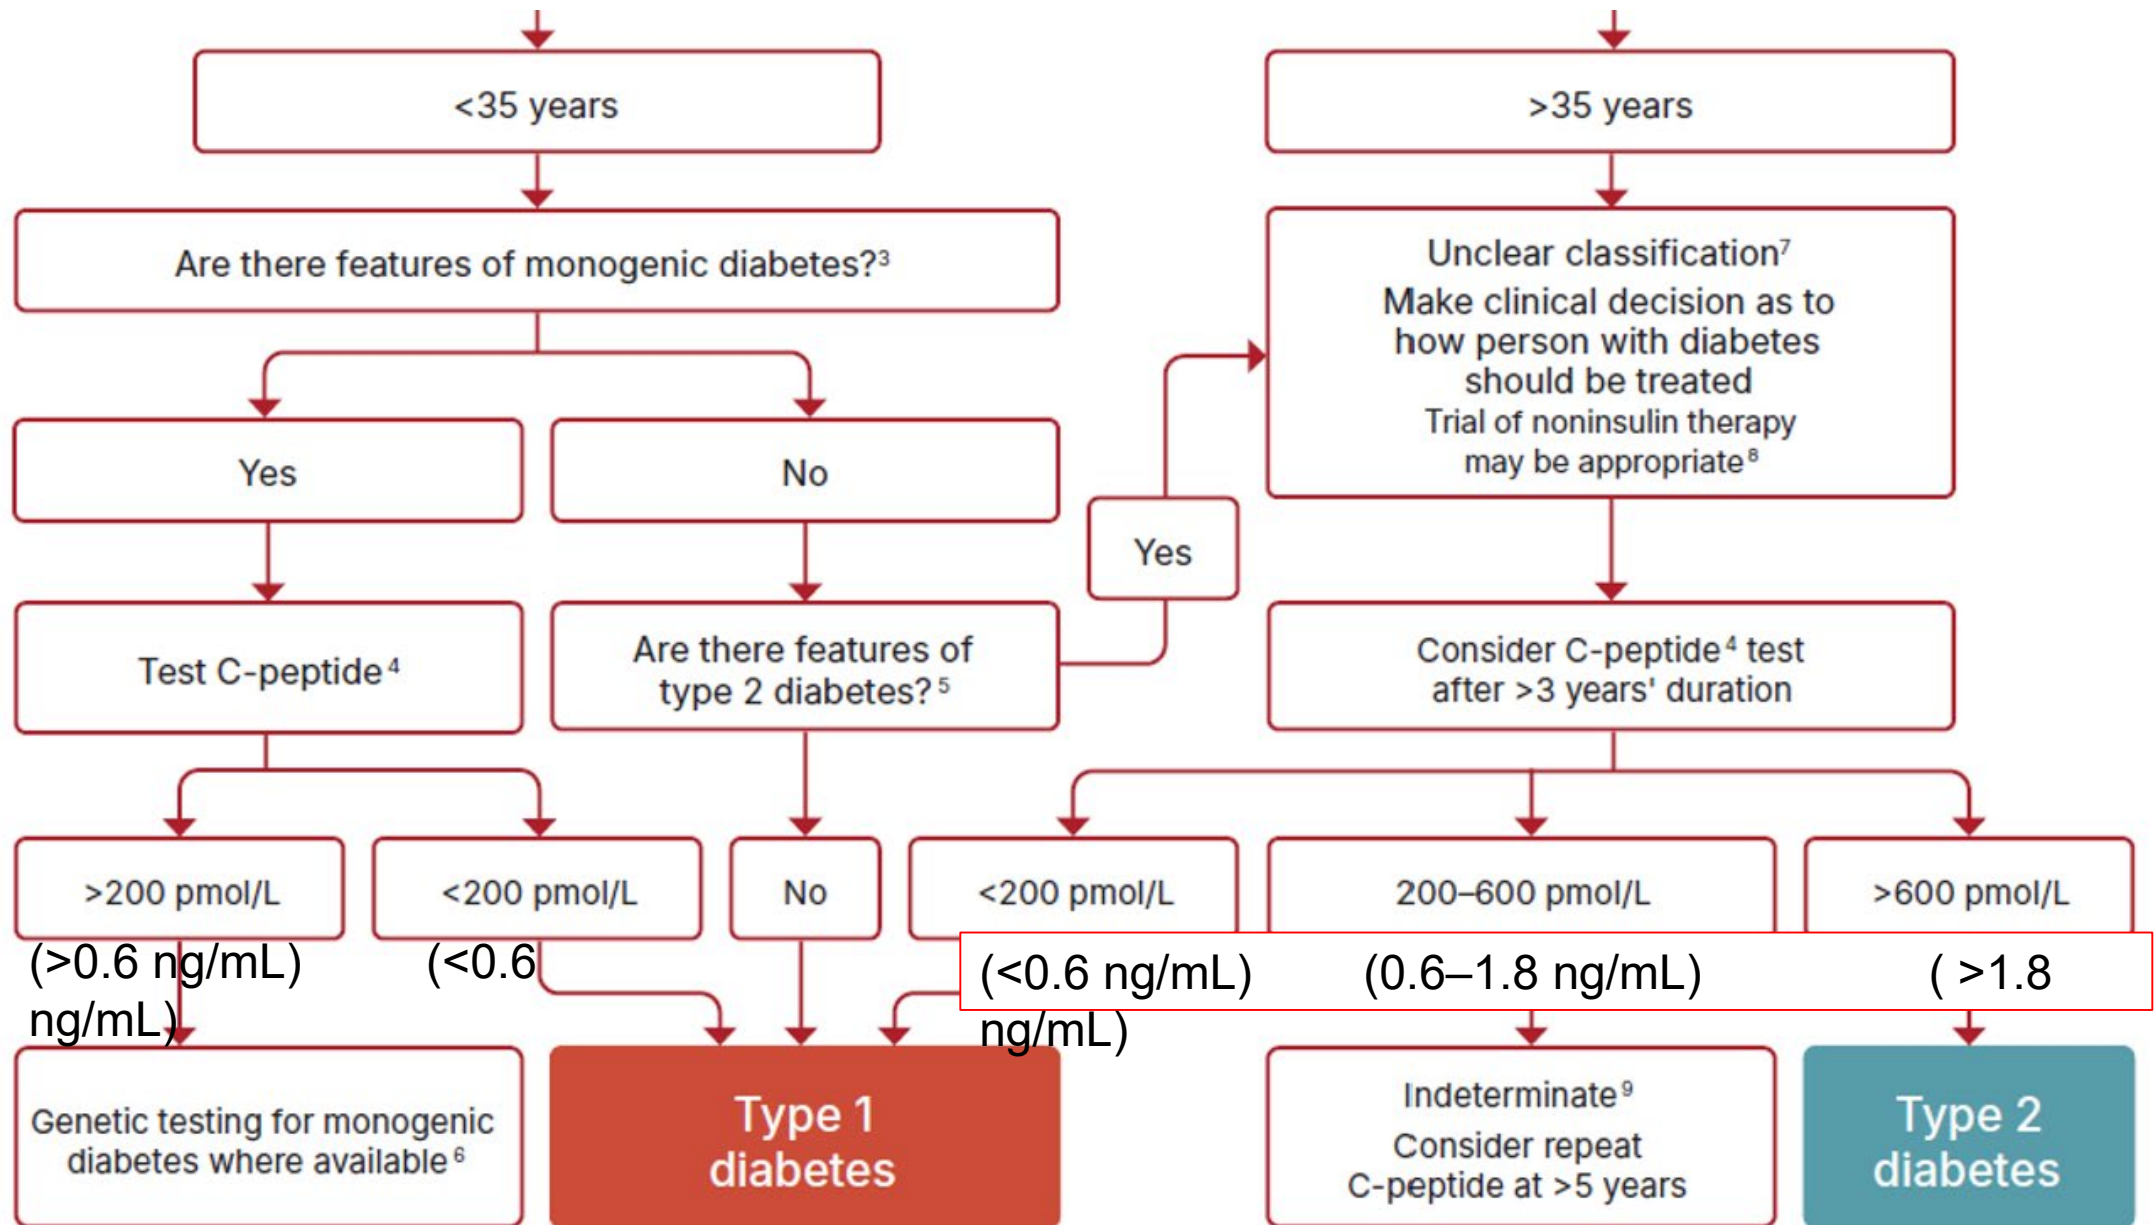 <35 years
>35 years
Are there features of monogenic diabetes?³
Unclear classification⁷
Make clinical decision as to
how person with diabetes
should be treated
Trial of noninsulin therapy
may be appropriate⁸
Yes
No
Yes
Test C-peptide⁴
Are there features of
type 2 diabetes?⁵
Consider C-peptide⁴ test
after >3 years' duration
>200 pmol/L
<200 pmol/L
No
<200 pmol/L
200–600 pmol/L
>600 pmol/L
(>0.6 ng/mL) (<0.6
ng/mL)
(<0.6 ng/mL) (0.6–1.8 ng/mL) ( >1.8
ng/mL)
Genetic testing for monogenic
diabetes where available⁶
Type 1
diabetes
Indeterminate⁹
Consider repeat
C-peptide at >5 years
Type 2
diabetes